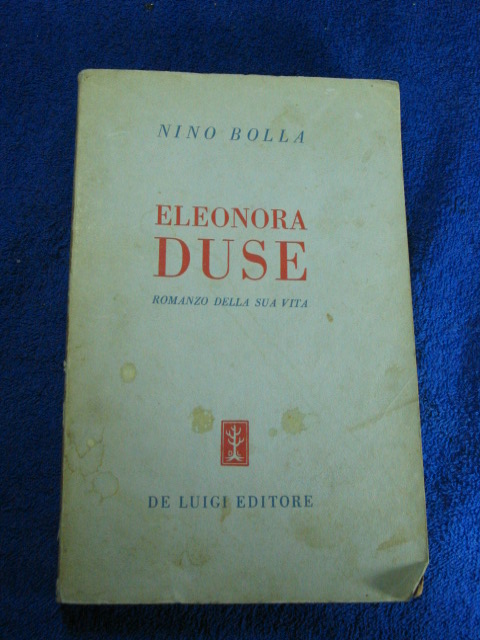 NINO BOLLA
ELEONORA
DUSE
ROMANZO DELLA SUA VITA
DE LUIGI EDITORE